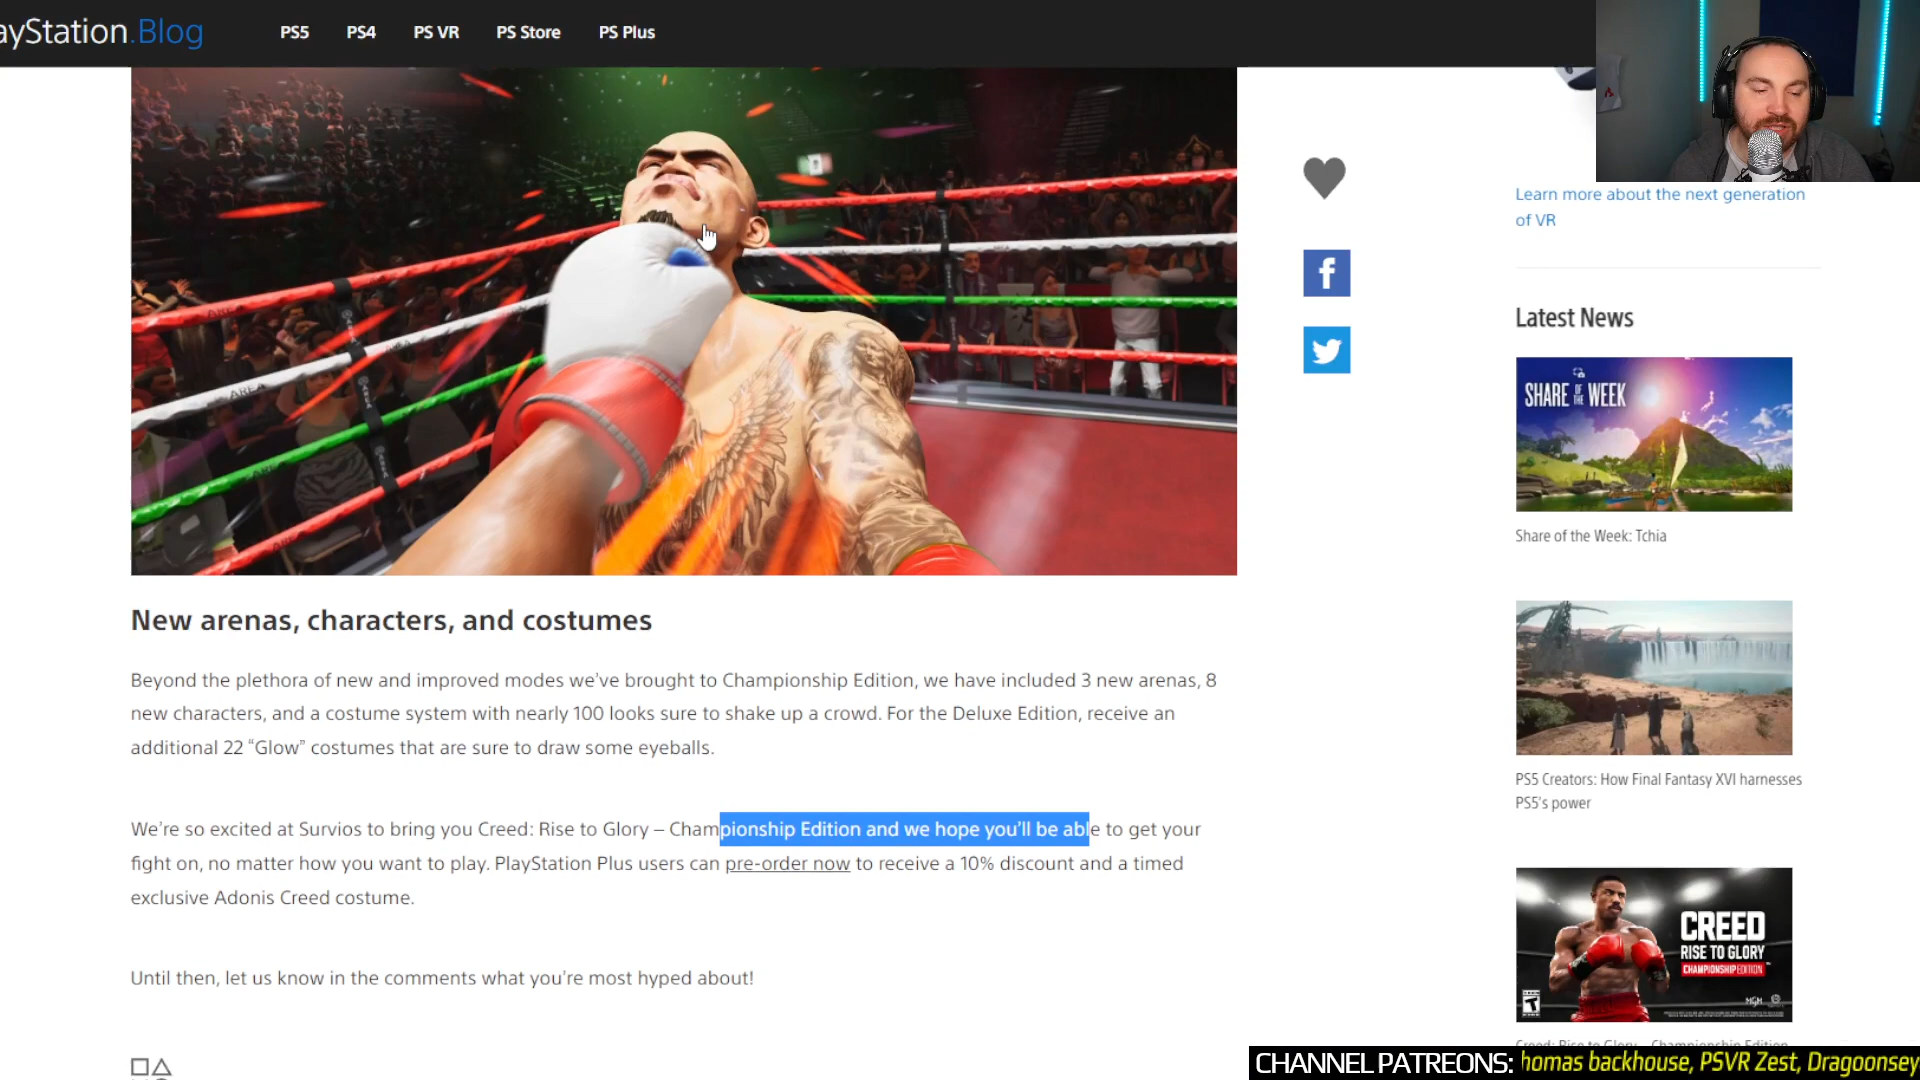 ayStation.Blog
PS5 PS4 PS VR PS Store PS Plus
Learn more about the next generation
of VR
Latest News
SHARE OF THE WEEK
Share of the Week: Tchia
PS5 Creators: How Final Fantasy XVI harnesses
PS5's power
CREED
RISE TO GLORY
CHAMPIONSHIP EDITION
T
MGM
Creed: Rise to Glory – Championship Edition
New arenas, characters, and costumes
Beyond the plethora of new and improved modes we've brought to Championship Edition, we have included 3 new arenas, 8
new characters, and a costume system with nearly 100 looks sure to shake up a crowd. For the Deluxe Edition, receive an
additional 22 “Glow” costumes that are sure to draw some eyeballs.
We're so excited at Survios to bring you Creed: Rise to Glory – Championship Edition and we hope you'll be able to get your
fight on, no matter how you want to play. PlayStation Plus users can pre-order now to receive a 10% discount and a timed
exclusive Adonis Creed costume.
Until then, let us know in the comments what you're most hyped about!
CHANNEL PATREONS: homas backhouse, PSVR Zest, Dragoonsey